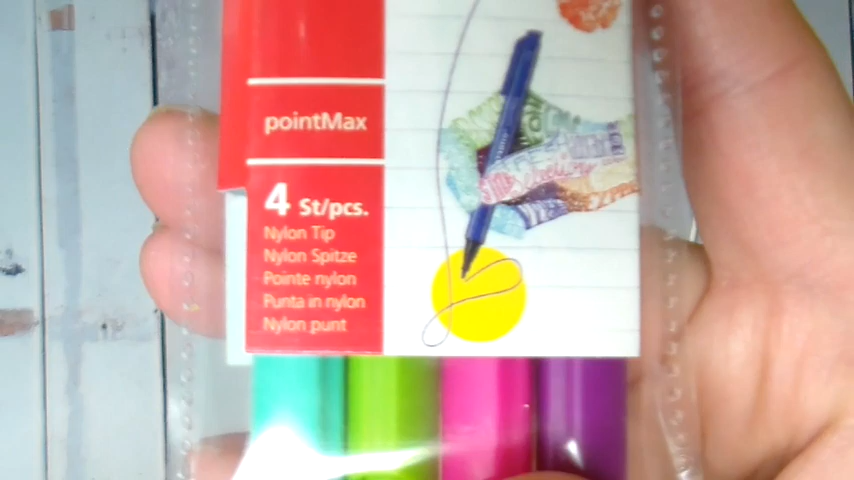 pointMax
4 St/pcs.
Nylon Tip
Nylon Spitze
Pointe nylon
Punta in nylon
Nylon punt